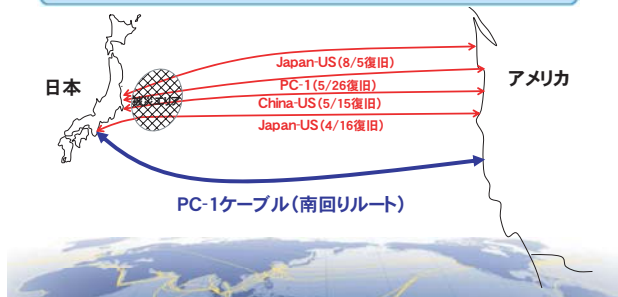 Japan-US(8/5復旧)
日本
アメリカ
PC-1(5/26復旧)
China-US(5/15復旧)
Japan-US(4/16復旧)
PC-1ケーブル(南回りルート)